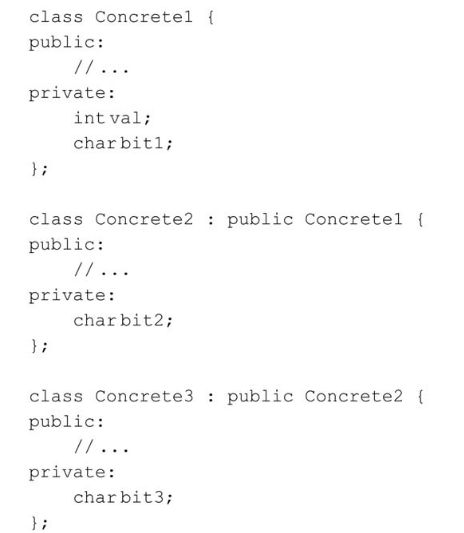 class Concrete1 {
public:
    // ...
private:
    int val;
    char bit1;
};

class Concrete2 : public Concrete1 {
public:
    // ...
private:
    char bit2;
};

class Concrete3 : public Concrete2 {
public:
    // ...
private:
    char bit3;
};